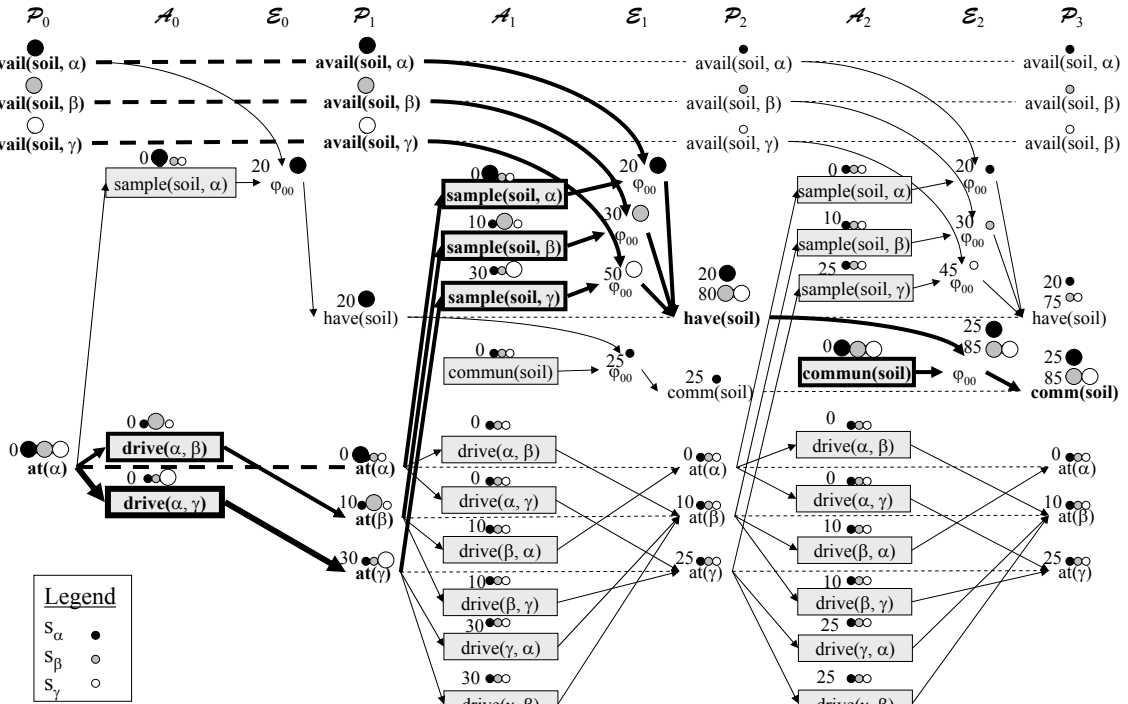 𝒫0 𝒜0 ℰ0 𝒫1 𝒜1 ℰ1 𝒫2 𝒜2 ℰ2 𝒫3
vail(soil, α) avail(soil, α) avail(soil, α) avail(soil, α)
vail(soil, β) avail(soil, β) avail(soil, β) avail(soil, β)
vail(soil, γ) avail(soil, γ) avail(soil, γ) avail(soil, β)
0 20 0 20 0 20
sample(soil, α) φ00 sample(soil, α) φ00 sample(soil, α) φ00
10 30 10 30
sample(soil, β) φ00 sample(soil, β) φ00
30 50 25 45
sample(soil, γ) φ00 sample(soil, γ) φ00
20 20 20
80 75
have(soil) have(soil) have(soil)
0 25 25 0 25 25
85 85
commun(soil) φ00 comm(soil) commun(soil) φ00 comm(soil)
0 0 0
drive(α, β) drive(α, β) drive(α, β)
0 0 0 0
at(α) at(α) at(α) at(α)
0 0 0
drive(α, γ) drive(α, γ) drive(α, γ)
10 10 10
at(β) at(β) at(β)
10 10
drive(β, α) drive(β, α)
30 25 25
at(γ) at(γ) at(γ)
10 10
drive(β, γ) drive(β, γ)
30 25
drive(γ, α) drive(γ, α)
30 25
drive(γ, β) drive(γ, β)
Legend
sα
sβ
sγ